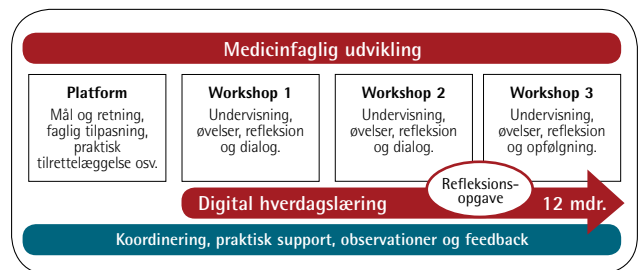 Medicinfaglig udvikling
Platform
Mål og retning,
faglig tilpasning,
praktisk
tilrettelæggelse osv.
Workshop 1
Undervisning,
øvelser, refleksion
og dialog.
Workshop 2
Undervisning,
øvelser, refleksion
og dialog.
Workshop 3
Undervisning,
øvelser, refleksion
og opfølgning.
Digital hverdagslæring
Refleksions-
opgave
12 mdr.
Koordinering, praktisk support, observationer og feedback